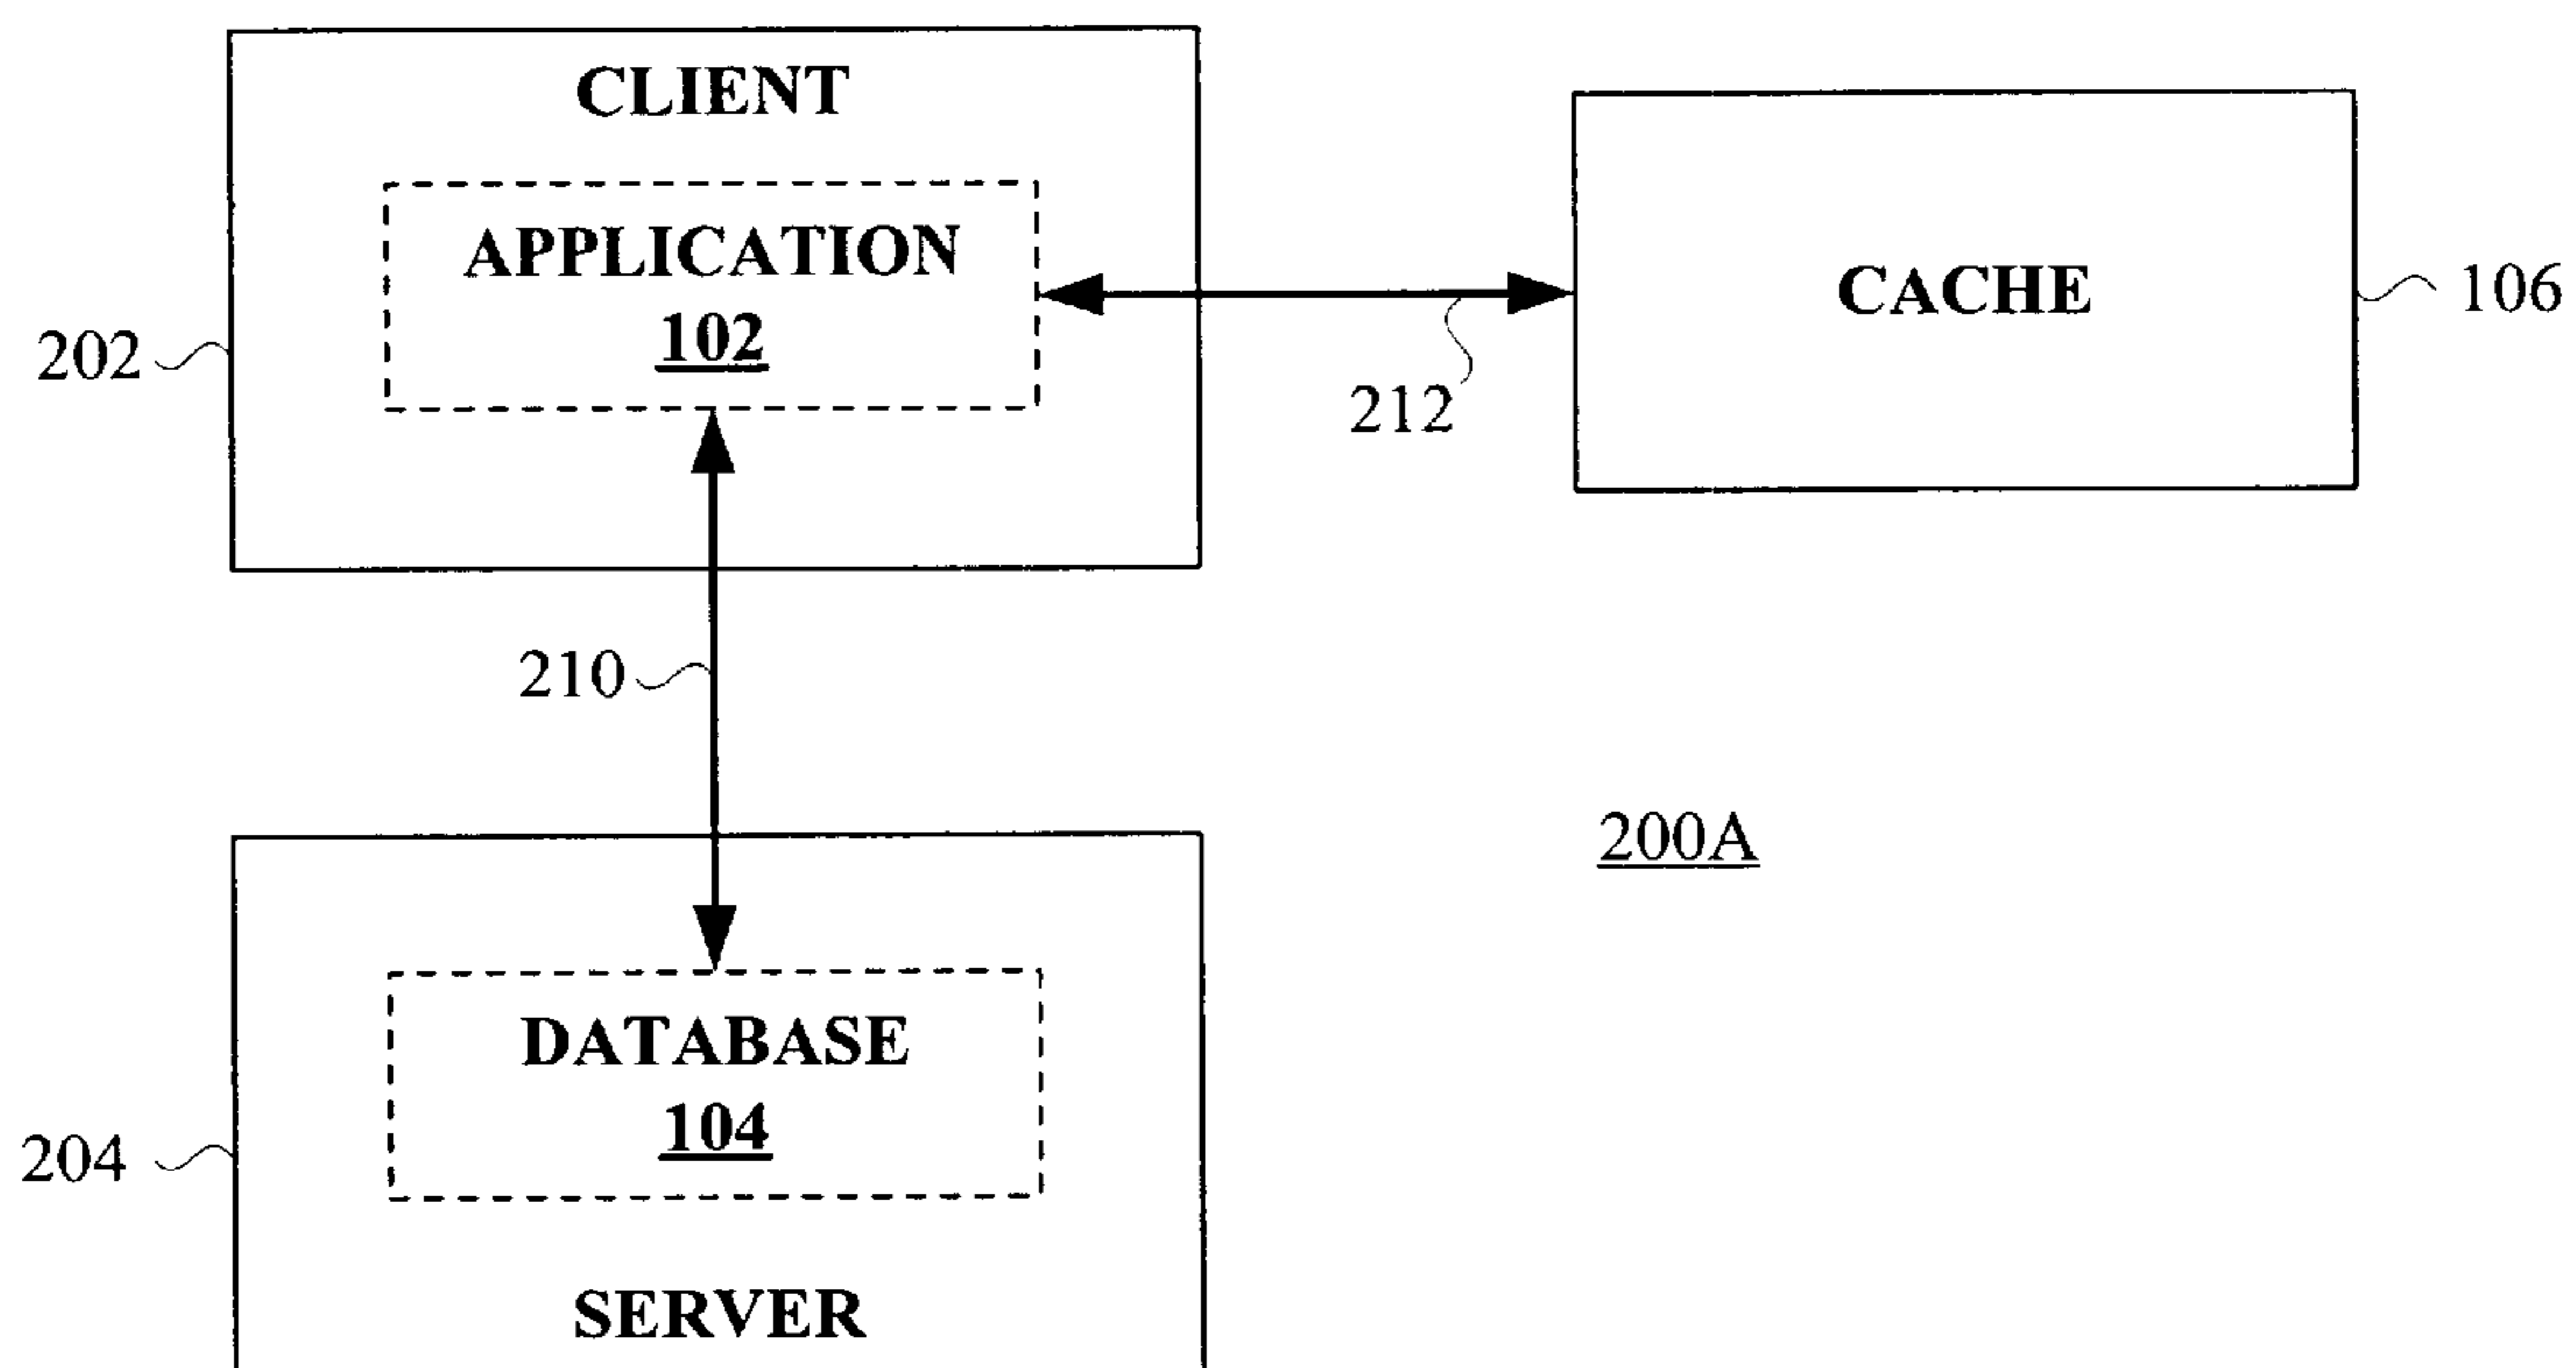 CLIENT
APPLICATION
102
202
CACHE
106
212
210
200A
DATABASE
104
204
SERVER